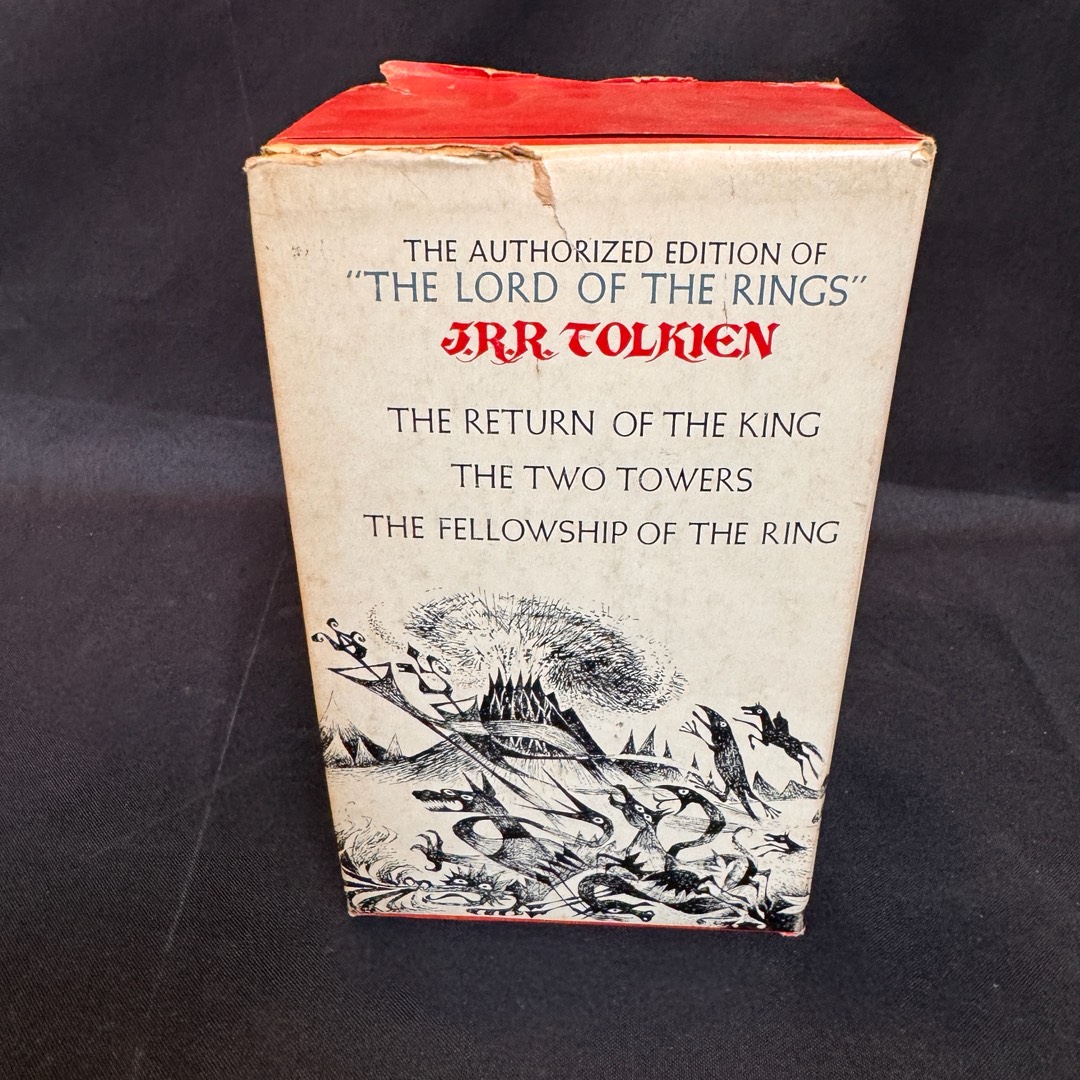 THE AUTHORIZED EDITION OF
"THE LORD OF THE RINGS"
J.R.R. TOLKIEN
THE RETURN OF THE KING
THE TWO TOWERS
THE FELLOWSHIP OF THE RING